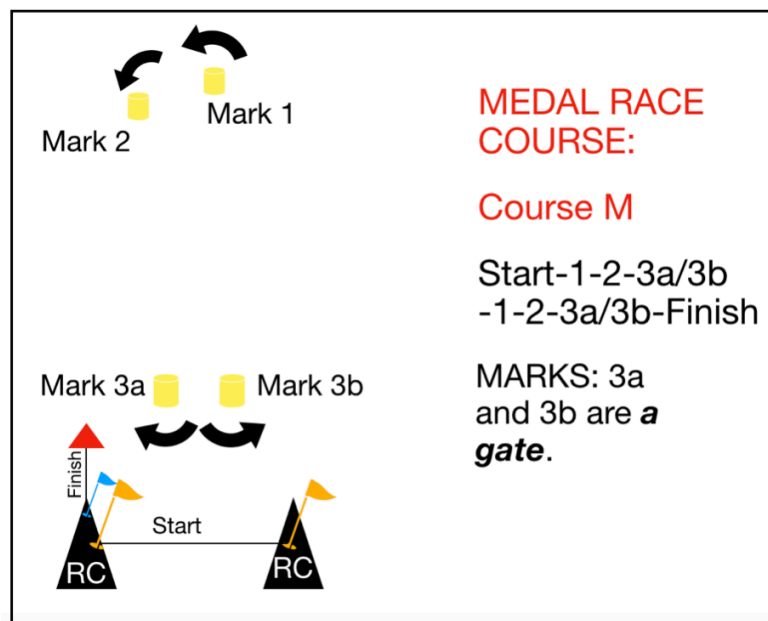 Mark 1
Mark 2
MEDAL RACE
COURSE:
Course M
Start-1-2-3a/3b
-1-2-3a/3b-Finish
MARKS: 3a
and 3b are a
gate.
Mark 3a
Mark 3b
Finish
Start
RC
RC